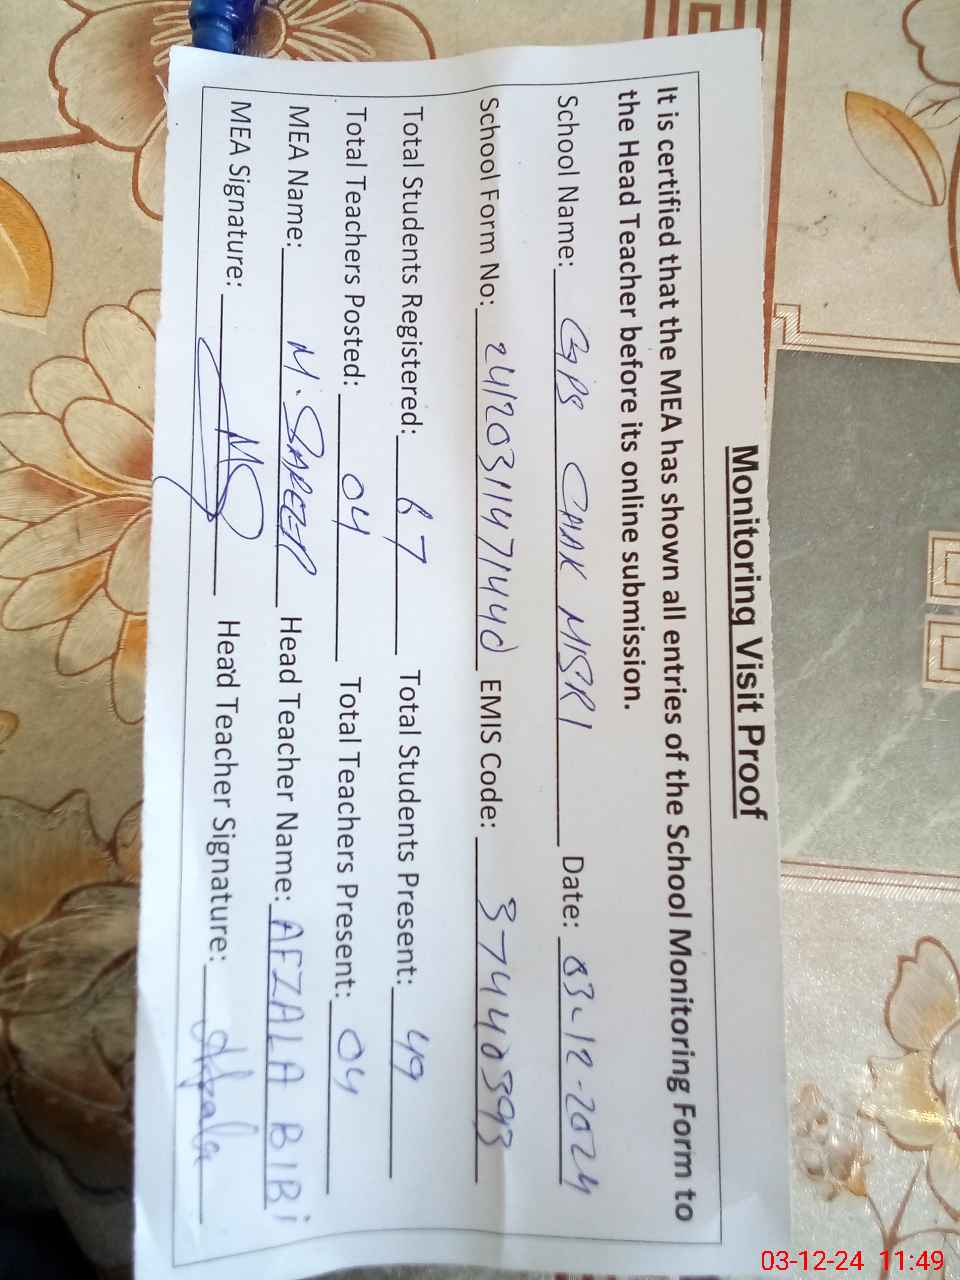 Monitoring Visit Proof
It is certified that the MEA has shown all entries of the School Monitoring Form to
the Head Teacher before its online submission.
School Name: GPS CHAK MISRI Date: 03-12-2024
School Form No: EMIS Code: 37440393
Total Students Registered: 67 Total Students Present: 49
Total Teachers Posted: 04 Total Teachers Present: 04
MEA Name: M. Head Teacher Name: AFZALA BIBi
MEA Signature: MS Head Teacher Signature: Afzala
03-12-24 11:49